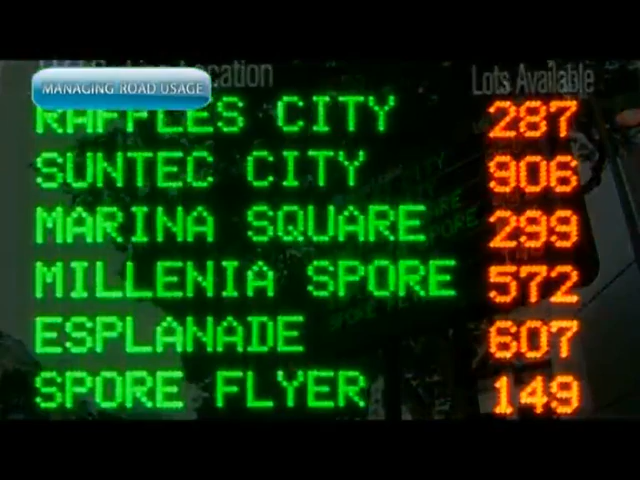 MANAGING ROAD USAGE
Location Lots Available
RAFFLES CITY 287
SUNTEC CITY 906
MARINA SQUARE 299
MILLENIA SPORE 572
ESPLANADE 607
SPORE FLYER 149